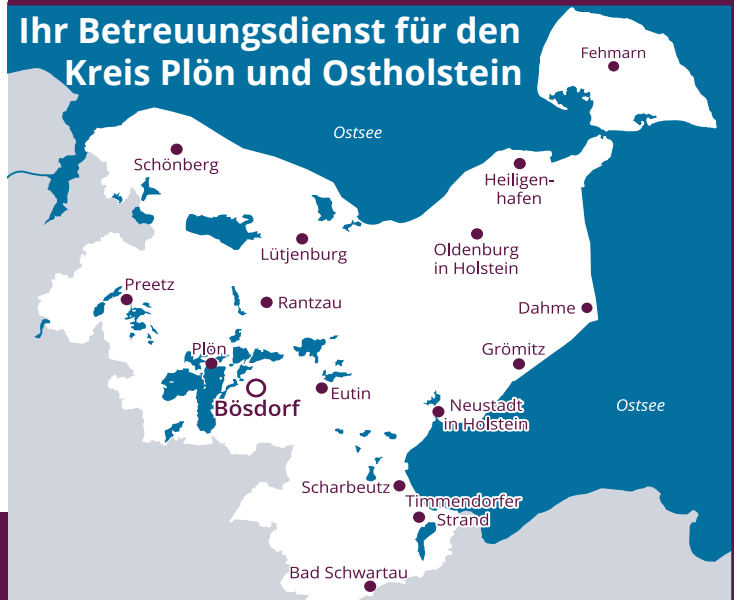 Ihr Betreuungsdienst für den
Kreis Plön und Ostholstein
Fehmarn
Ostsee
Schönberg
Heiligen-
hafen
Lütjenburg
Oldenburg
in Holstein
Preetz
Rantzau
Dahme
Plön
Grömitz
Eutin
Bösdorf
Neustadt
in Holstein
Ostsee
Scharbeutz
Timmendorfer
Strand
Bad Schwartau